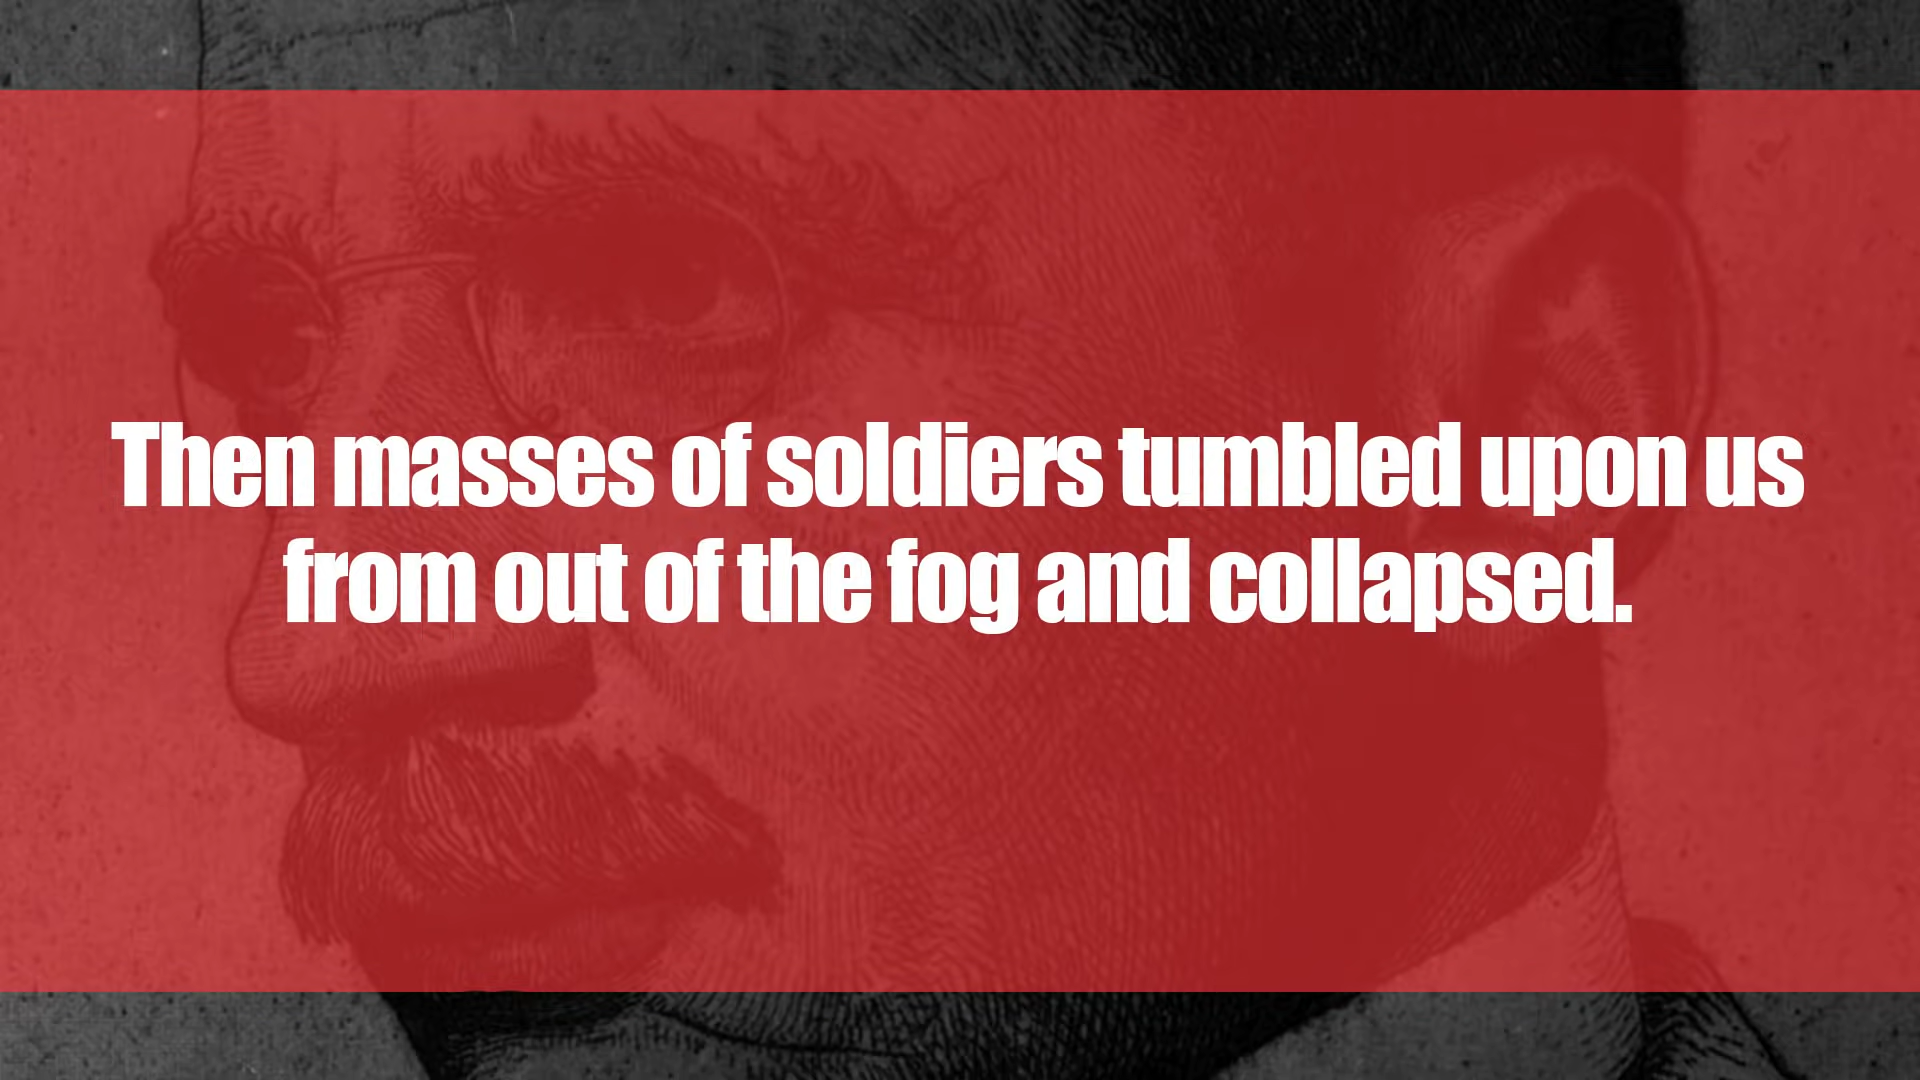 Then masses of soldiers tumbled upon us
from out of the fog and collapsed.